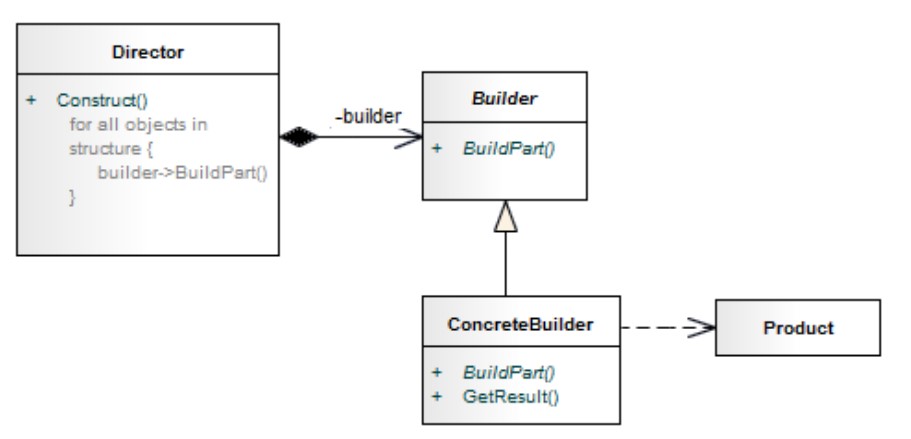 Director
+ Construct()
for all objects in
structure {
builder->BuildPart()
}
-builder
Builder
+ BuildPart()
ConcreteBuilder
+ BuildPart()
+ GetResult()
Product